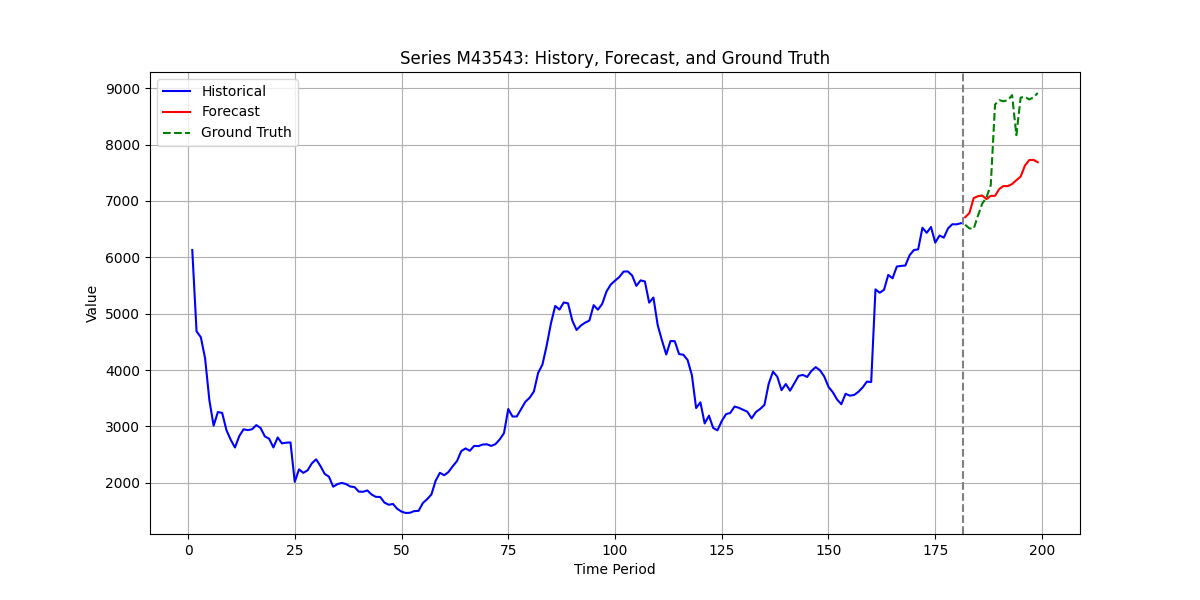 Series M43543: History, Forecast, and Ground Truth
Historical
Forecast
Ground Truth
9000
8000
7000
6000
5000
4000
3000
2000
Value
0 25 50 75 100 125 150 175 200
Time Period